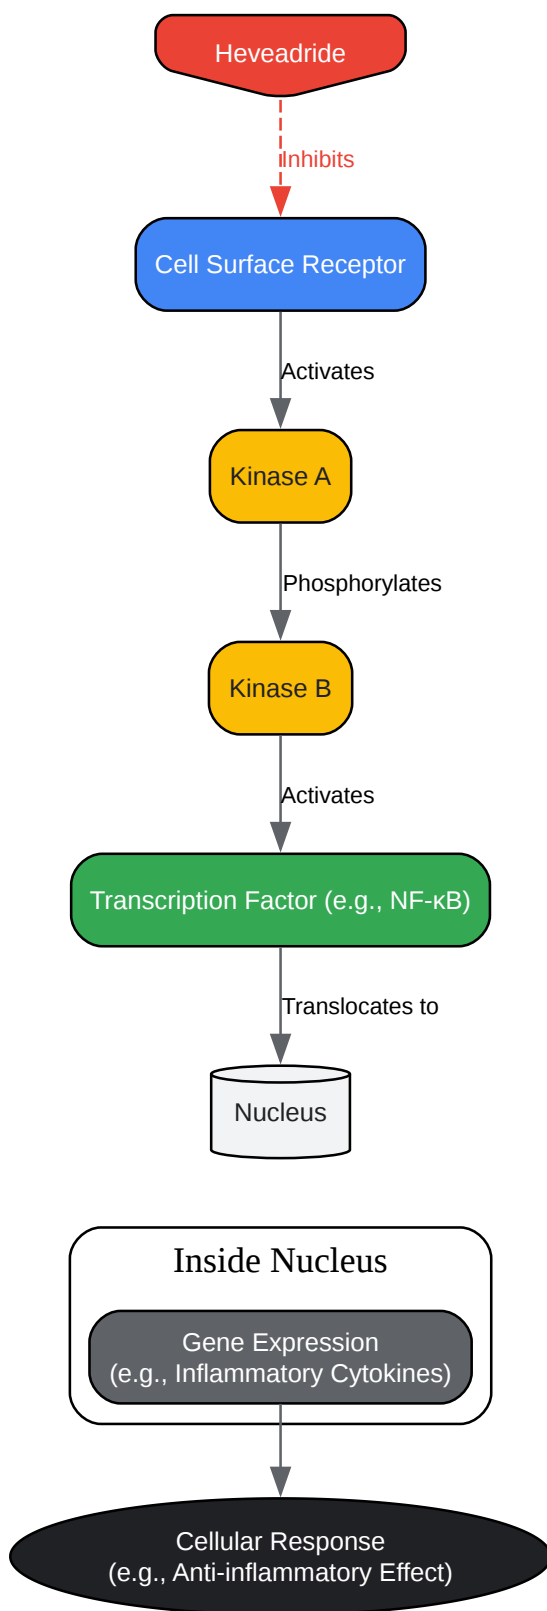 Heveadride
Inhibits
Cell Surface Receptor
Activates
Kinase A
Phosphorylates
Kinase B
Activates
Transcription Factor (e.g., NF-κB)
Translocates to
Nucleus
Inside Nucleus
Gene Expression
(e.g., Inflammatory Cytokines)
Cellular Response
(e.g., Anti-inflammatory Effect)